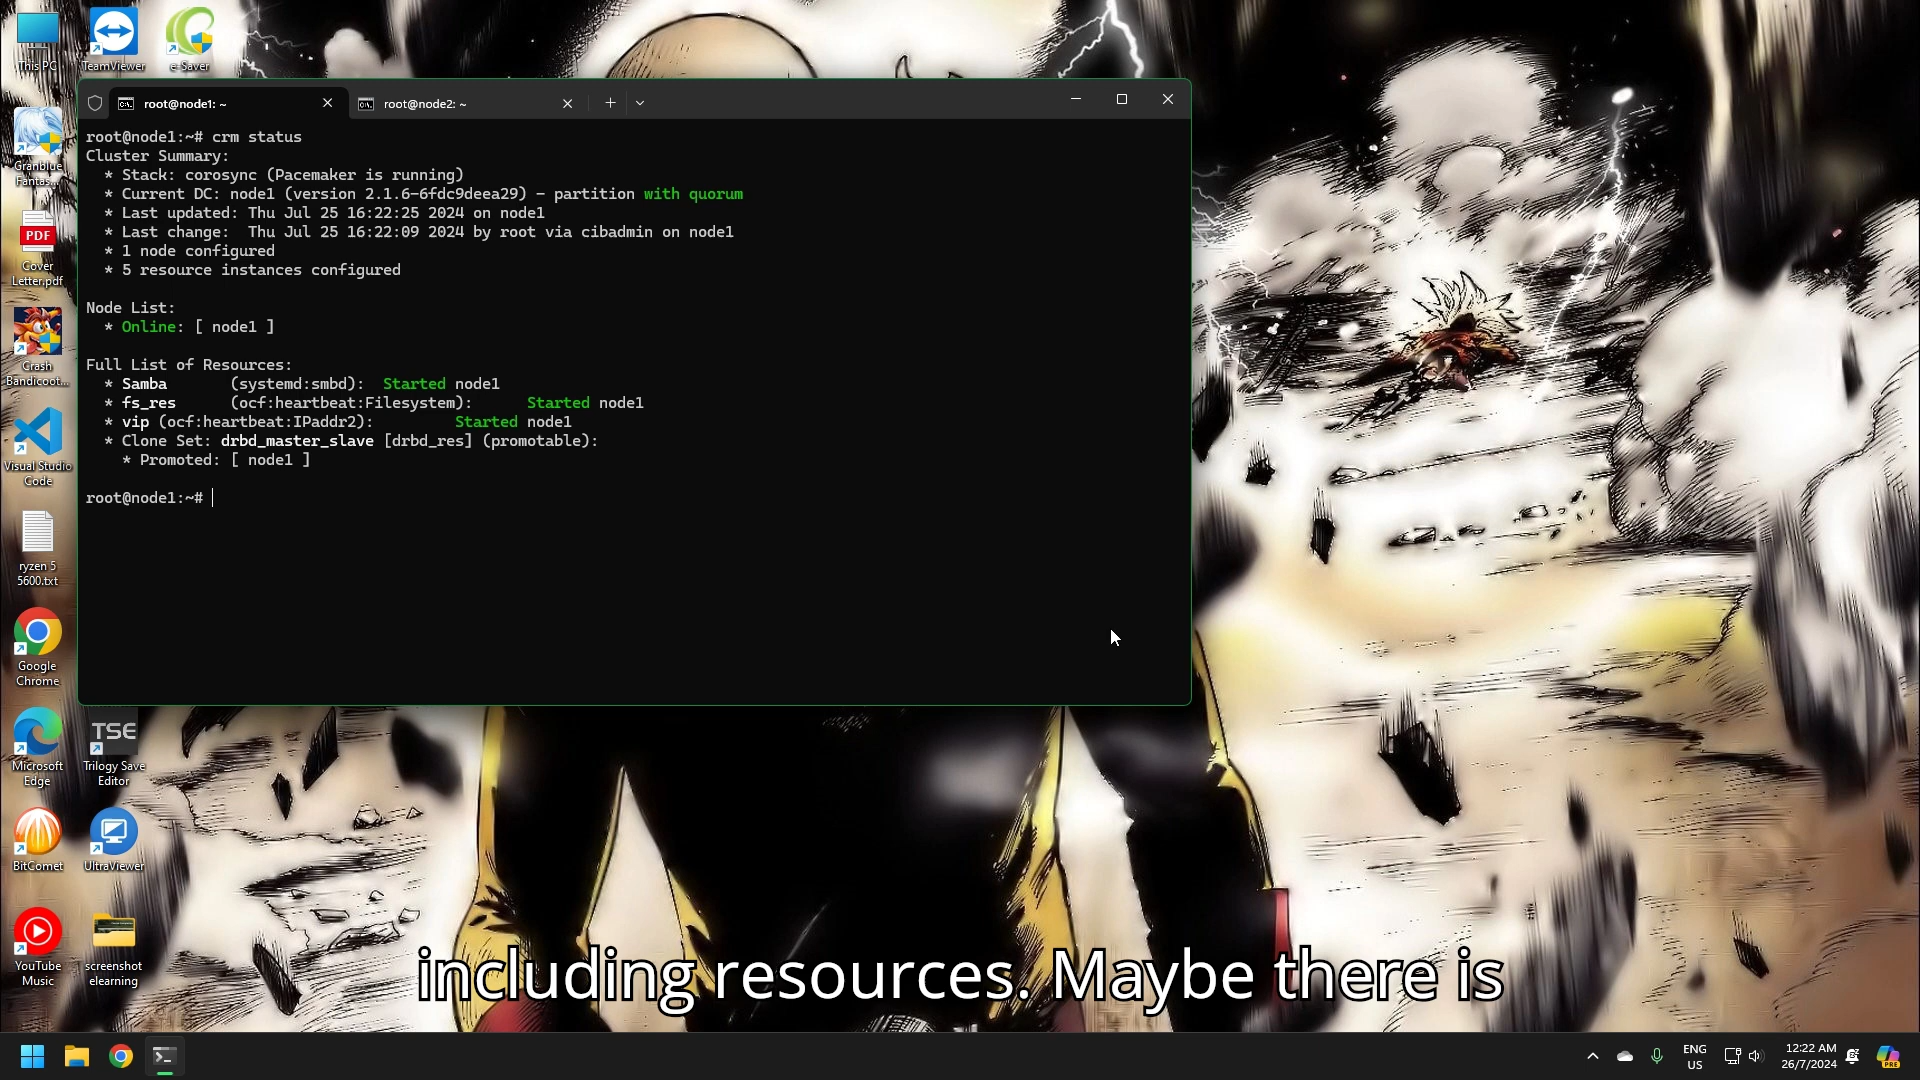 This PC
TeamViewer
e-Saver
root@node1: ~
root@node2: ~
root@node1:~# crm status
Cluster Summary:
* Stack: corosync (Pacemaker is running)
* Current DC: node1 (version 2.1.6-6fdc9deea29) - partition with quorum
* Last updated: Thu Jul 25 16:22:25 2024 on node1
* Last change:  Thu Jul 25 16:22:09 2024 by root via cibadmin on node1
* 1 node configured
* 5 resource instances configured
Node List:
* Online: [ node1 ]
Full List of Resources:
* Samba (systemd:smbd): Started node1
* fs_res (ocf:heartbeat:Filesystem): Started node1
* vip (ocf:heartbeat:IPaddr2): Started node1
* Clone Set: drbd_master_slave [drbd_res] (promotable):
* Promoted: [ node1 ]
root@node1:~#
Granblue
Fantas...
PDF
Cover
Letter.pdf
Crash
Bandicoot...
Visual Studio
Code
ryzen 5
5600.txt
Google
Chrome
Microsoft
Edge
TSE
Trilogy Save
Editor
BitComet
UltraViewer
YouTube
Music
screenshot
elearning
including resources. Maybe there is
ENG
US
12:22 AM
26/7/2024
PRE